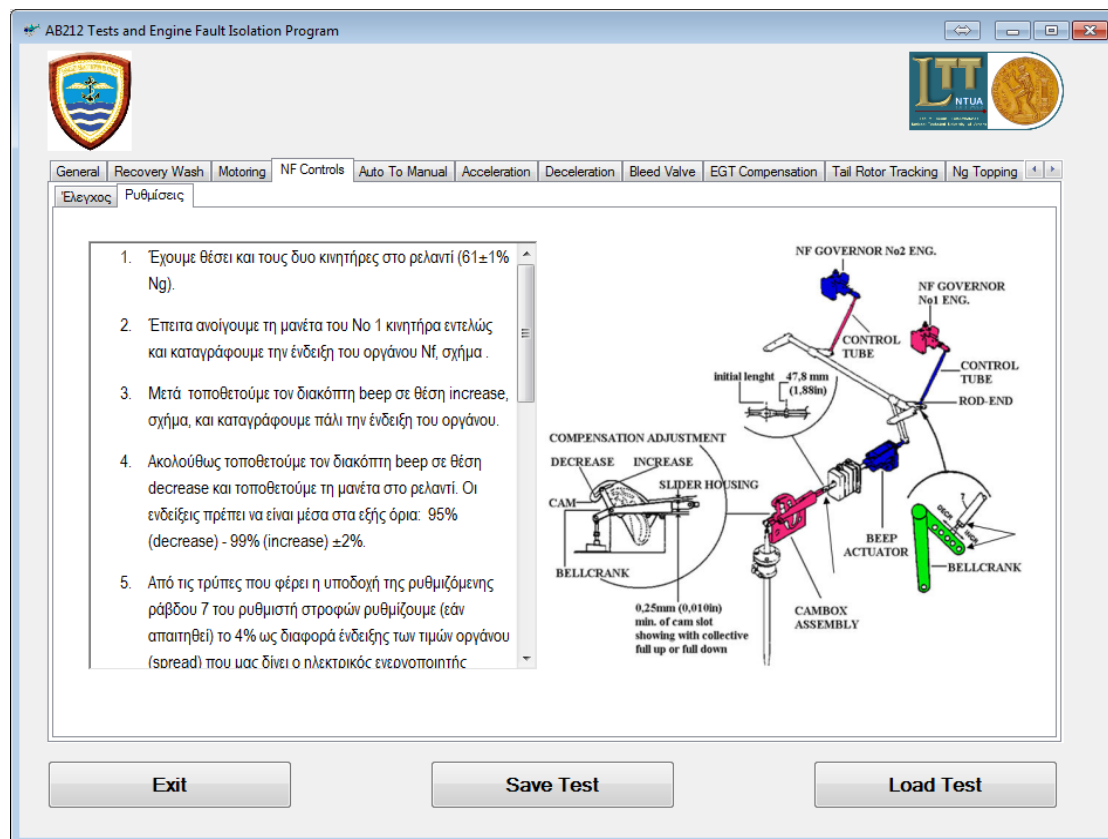 AB212 Tests and Engine Fault Isolation Program
LTT
NTUA
General Recovery Wash Motoring NF Controls Auto To Manual Acceleration Deceleration Bleed Valve EGT Compensation Tail Rotor Tracking Ng Topping
Έλεγχος Ρυθμίσεις
1. Έχουμε θέσει και τους δυο κινητήρες στο ρελαντί (61±1%
Ng).
2. Έπειτα ανοίγουμε τη μανέτα του Νο 1 κινητήρα εντελώς
και καταγράφουμε την ένδειξη του οργάνου Nf, σχήμα .
3. Μετά τοποθετούμε τον διακόπτη beep σε θέση increase,
σχήμα, και καταγράφουμε πάλι την ένδειξη του οργάνου.
4. Ακολούθως τοποθετούμε τον διακόπτη beep σε θέση
decrease και τοποθετούμε τη μανέτα στο ρελαντί. Οι
ενδείξεις πρέπει να είναι μέσα στα εξής όρια: 95%
(decrease) - 99% (increase) ±2%.
5. Από τις τρύπες που φέρει η υποδοχή της ρυθμιζόμενης
ράβδου 7 του ρυθμιστή στροφών ρυθμίζουμε (εάν
απαιτηθεί) το 4% ως διαφορά ένδειξης των τιμών οργάνου
(spread) που μας δίνει ο ηλεκτρικός ενεργοποιητής
NF GOVERNOR No2 ENG.
NF GOVERNOR
No1 ENG.
CONTROL
TUBE
CONTROL
TUBE
ROD-END
initial lenght 47,8 mm
(1,88in)
COMPENSATION ADJUSTMENT
DECREASE INCREASE
SLIDER HOUSING
CAM
BELLCRANK
DECR
INCR
BEEP
ACTUATOR
BELLCRANK
0,25mm (0,010in)
min. of cam slot
showing with collective
full up or full down
CAMBOX
ASSEMBLY
Exit Save Test Load Test